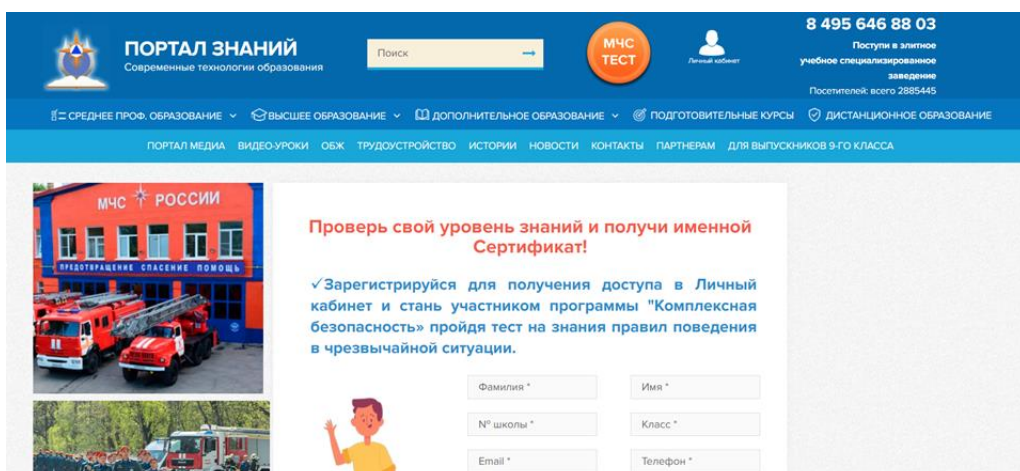 ПОРТАЛ ЗНАНИЙ
Современные технологии образования
Поиск
МЧС
ТЕСТ
Личный кабинет
8 495 646 88 03
Поступи в элитное
учебное специализированное
заведение
Посетителей: всего 2885445
СРЕДНЕЕ ПРОФ. ОБРАЗОВАНИЕ ВЫСШЕЕ ОБРАЗОВАНИЕ ДОПОЛНИТЕЛЬНОЕ ОБРАЗОВАНИЕ ПОДГОТОВИТЕЛЬНЫЕ КУРСЫ ДИСТАНЦИОННОЕ ОБРАЗОВАНИЕ
ПОРТАЛ МЕДИА ВИДЕО-УРОКИ ОБЖ ТРУДОУСТРОЙСТВО ИСТОРИИ НОВОСТИ КОНТАКТЫ ПАРТНЕРАМ ДЛЯ ВЫПУСКНИКОВ 9-ГО КЛАССА
МЧС РОССИИ
ПРЕДОТВРАЩЕНИЕ СПАСЕНИЕ ПОМОЩЬ
Проверь свой уровень знаний и получи именной
Сертификат!
✓Зарегистрируйся для получения доступа в Личный
кабинет и стань участником программы "Комплексная
безопасность» пройдя тест на знания правил поведения
в чрезвычайной ситуации.
Фамилия * Имя *
№ школы * Класс *
Email * Телефон *